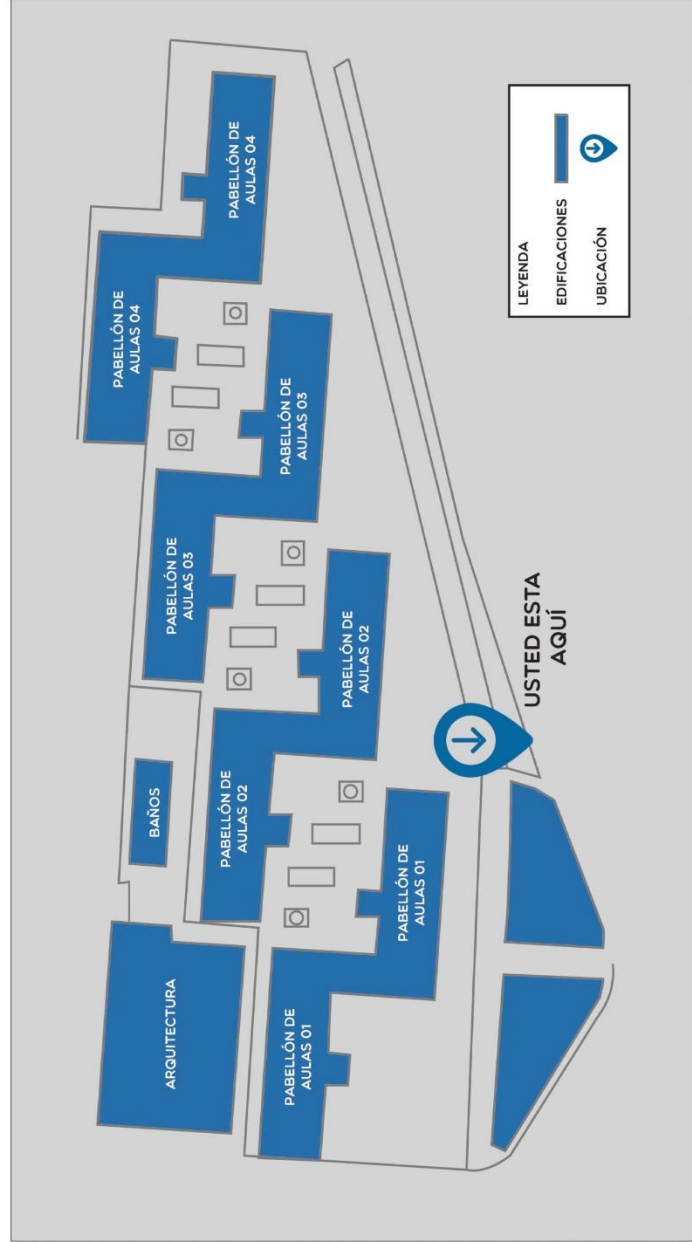 PABELLÓN DE
AULAS 04
PABELLÓN DE
AULAS 04
PABELLÓN DE
AULAS 03
PABELLÓN DE
AULAS 03
BAÑOS
PABELLÓN DE
AULAS 02
PABELLÓN DE
AULAS 02
ARQUITECTURA
PABELLÓN DE
AULAS 01
PABELLÓN DE
AULAS 01
USTED ESTA
AQUÍ
LEYENDA
EDIFICACIONES
UBICACIÓN